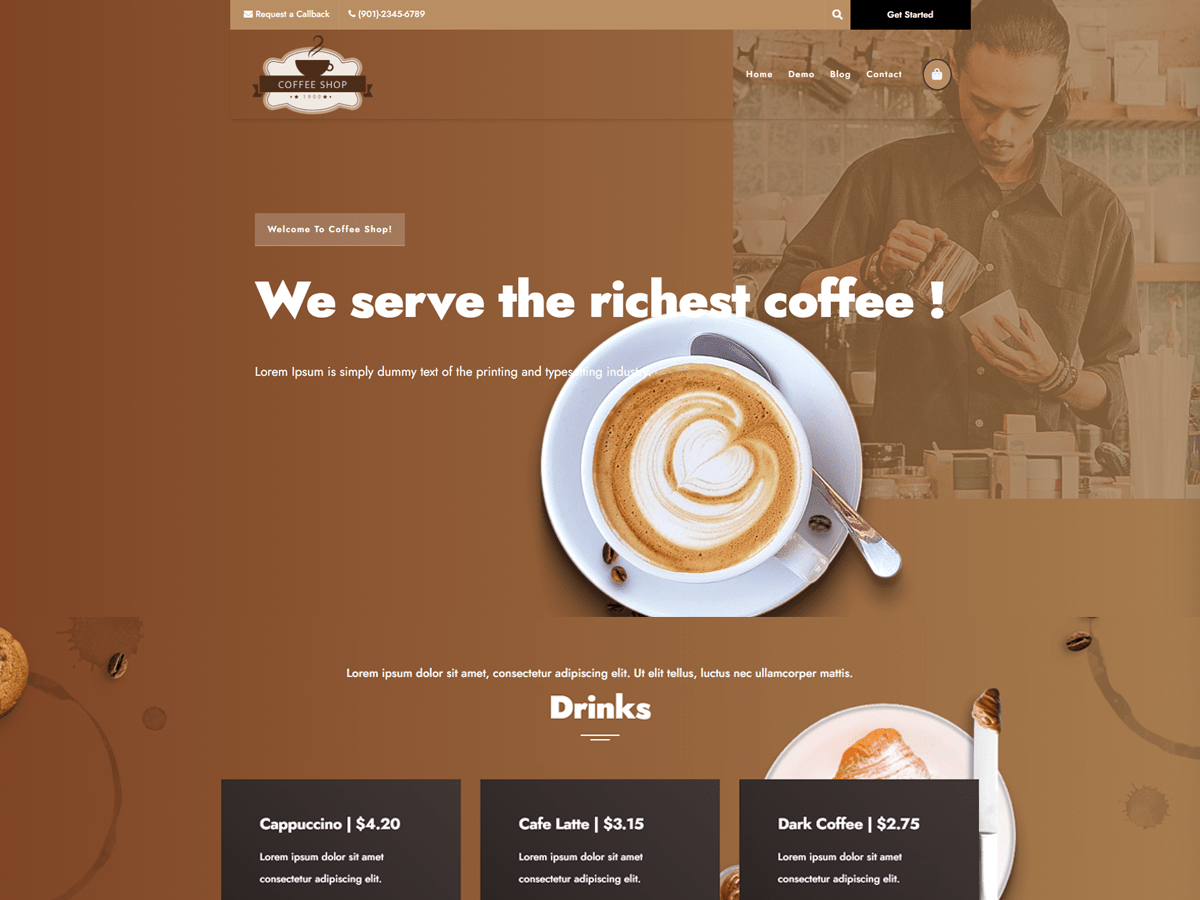 Request a Callback
(901)-2345-6789
Get Started
COFFEE SHOP
1900
Home
Demo
Blog
Contact
Welcome To Coffee Shop!
We serve the richest coffee !
Lorem Ipsum is simply dummy text of the printing and typesetting industry.
Lorem ipsum dolor sit amet, consectetur adipiscing elit. Ut elit tellus, luctus nec ullamcorper mattis.
Drinks
Cappuccino | $4.20
Lorem ipsum dolor sit amet
consectetur adipiscing elit.
Cafe Latte | $3.15
Lorem ipsum dolor sit amet
consectetur adipiscing elit.
Dark Coffee | $2.75
Lorem ipsum dolor sit amet
consectetur adipiscing elit.